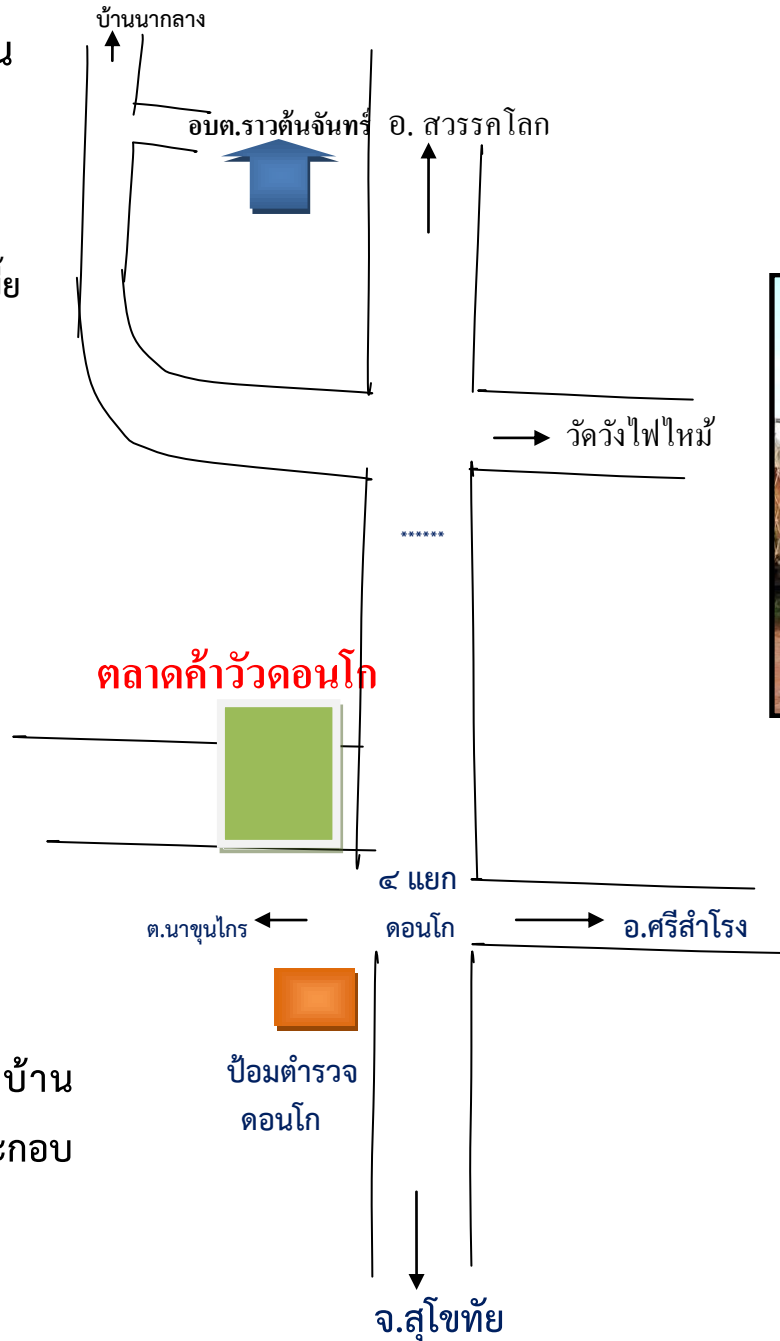 บ้านนากลาง
อบต.ราวต้นจันทร์ อ. สวรรคโลก
วัดวังไฟไหม้
******
ตลาดค้าวัวดอนโก
๔ แยก
ดอนโก
ต.นาขุนไกร
อ.ศรีสำโรง
ป้อมตำรวจ
ดอนโก
บ้าน
จ.สุโขทัย